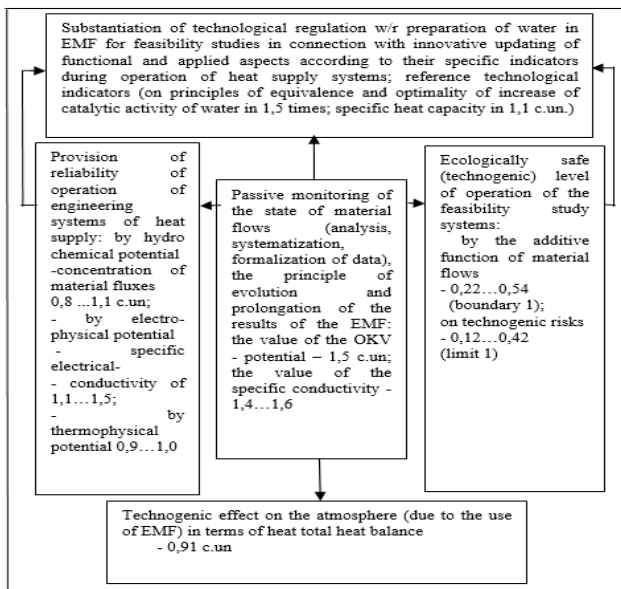 Substantiation of technological regulation w/r preparation of water in
EMF for feasibility studies in connection with innovative updating of
functional and applied aspects according to their specific indicators
during operation of heat supply systems; reference technological
indicators (on principles of equivalence and optimality of increase of
catalytic activity of water in 1,5 times; specific heat capacity in 1,1 c.un.)
Provision of
reliability of
operation of
engineering
systems of heat
supply: by hydro
chemical potential
-concentration of
material fluxes
0,8 ...1,1 c.un;
- by electro-
physical potential
- specific
electrical-
- conductivity of
1,1...1,5;
- by
thermophysical
potential 0,9...1,0
Passive monitoring of
the state of material
flows (analysis,
systematization,
formalization of data),
the principle of
evolution and
prolongation of the
results of the EMF:
the value of the OKV
- potential – 1,5 c.un;
the value of the
specific conductivity -
1,4...1,6
Ecologically safe
(technogenic) level
of operation of the
feasibility study
systems:
by the additive
function of material
flows
- 0,22...0,54
(boundary 1);
on technogenic risks
- 0,12...0,42
(limit 1)
Technogenic effect on the atmosphere (due to the use
of EMF) in terms of heat total heat balance
- 0,91 c.un